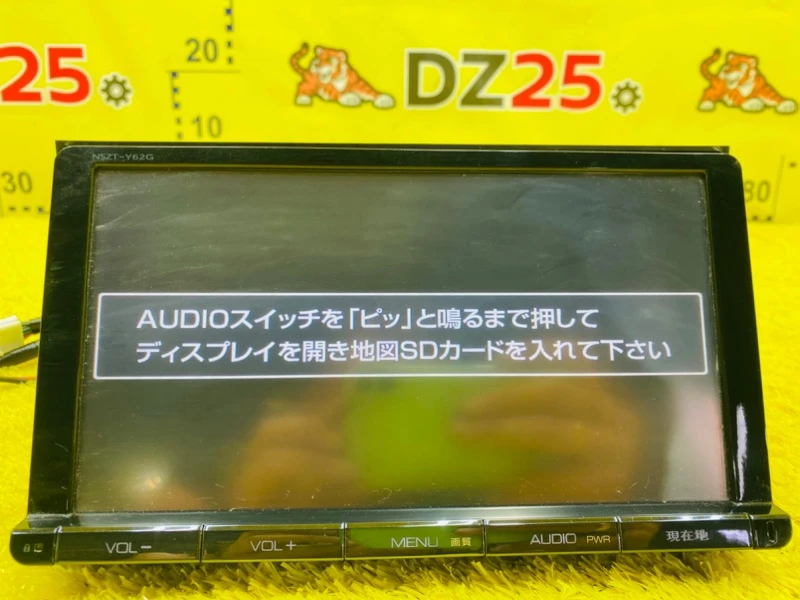 25
20
10
DZ25
30
80
NSZT-Y62G
AUDIOスイッチを「ピッ」と鳴るまで押して
ディスプレイを開き地図SDカードを入れて下さい
VOL−
VOL+
MENU 画質
AUDIO PWR
現在地